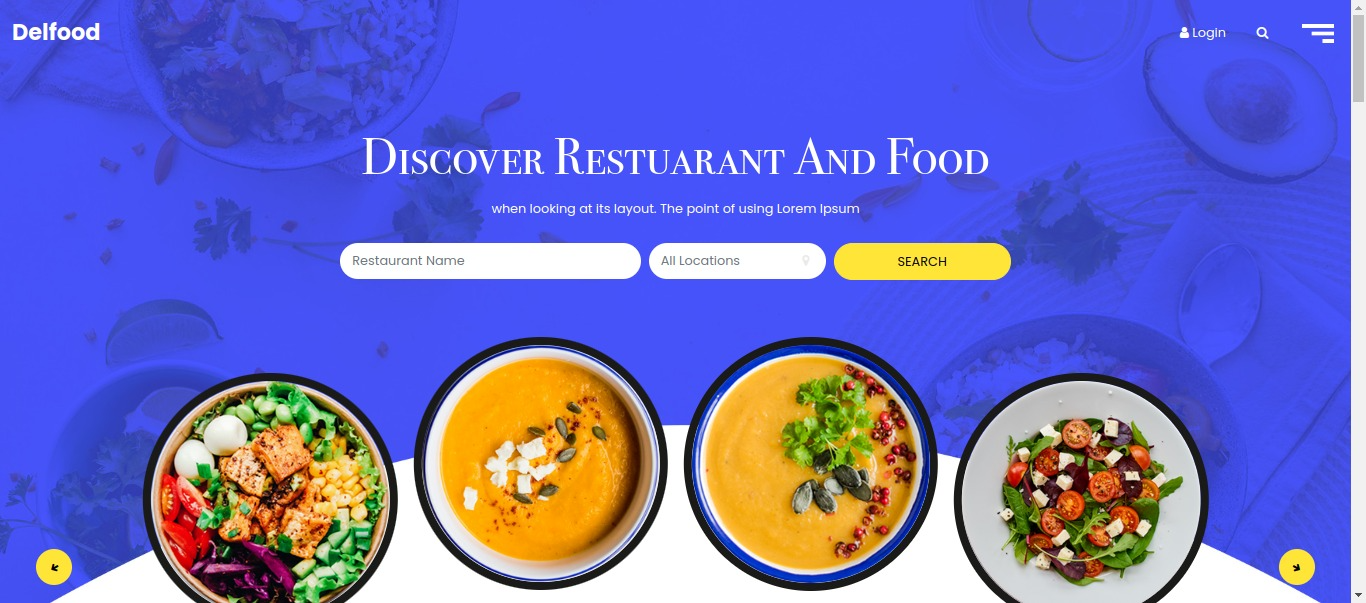 Delfood
Login
Discover Restuarant And Food
when looking at its layout. The point of using Lorem Ipsum
Restaurant Name
All Locations
SEARCH